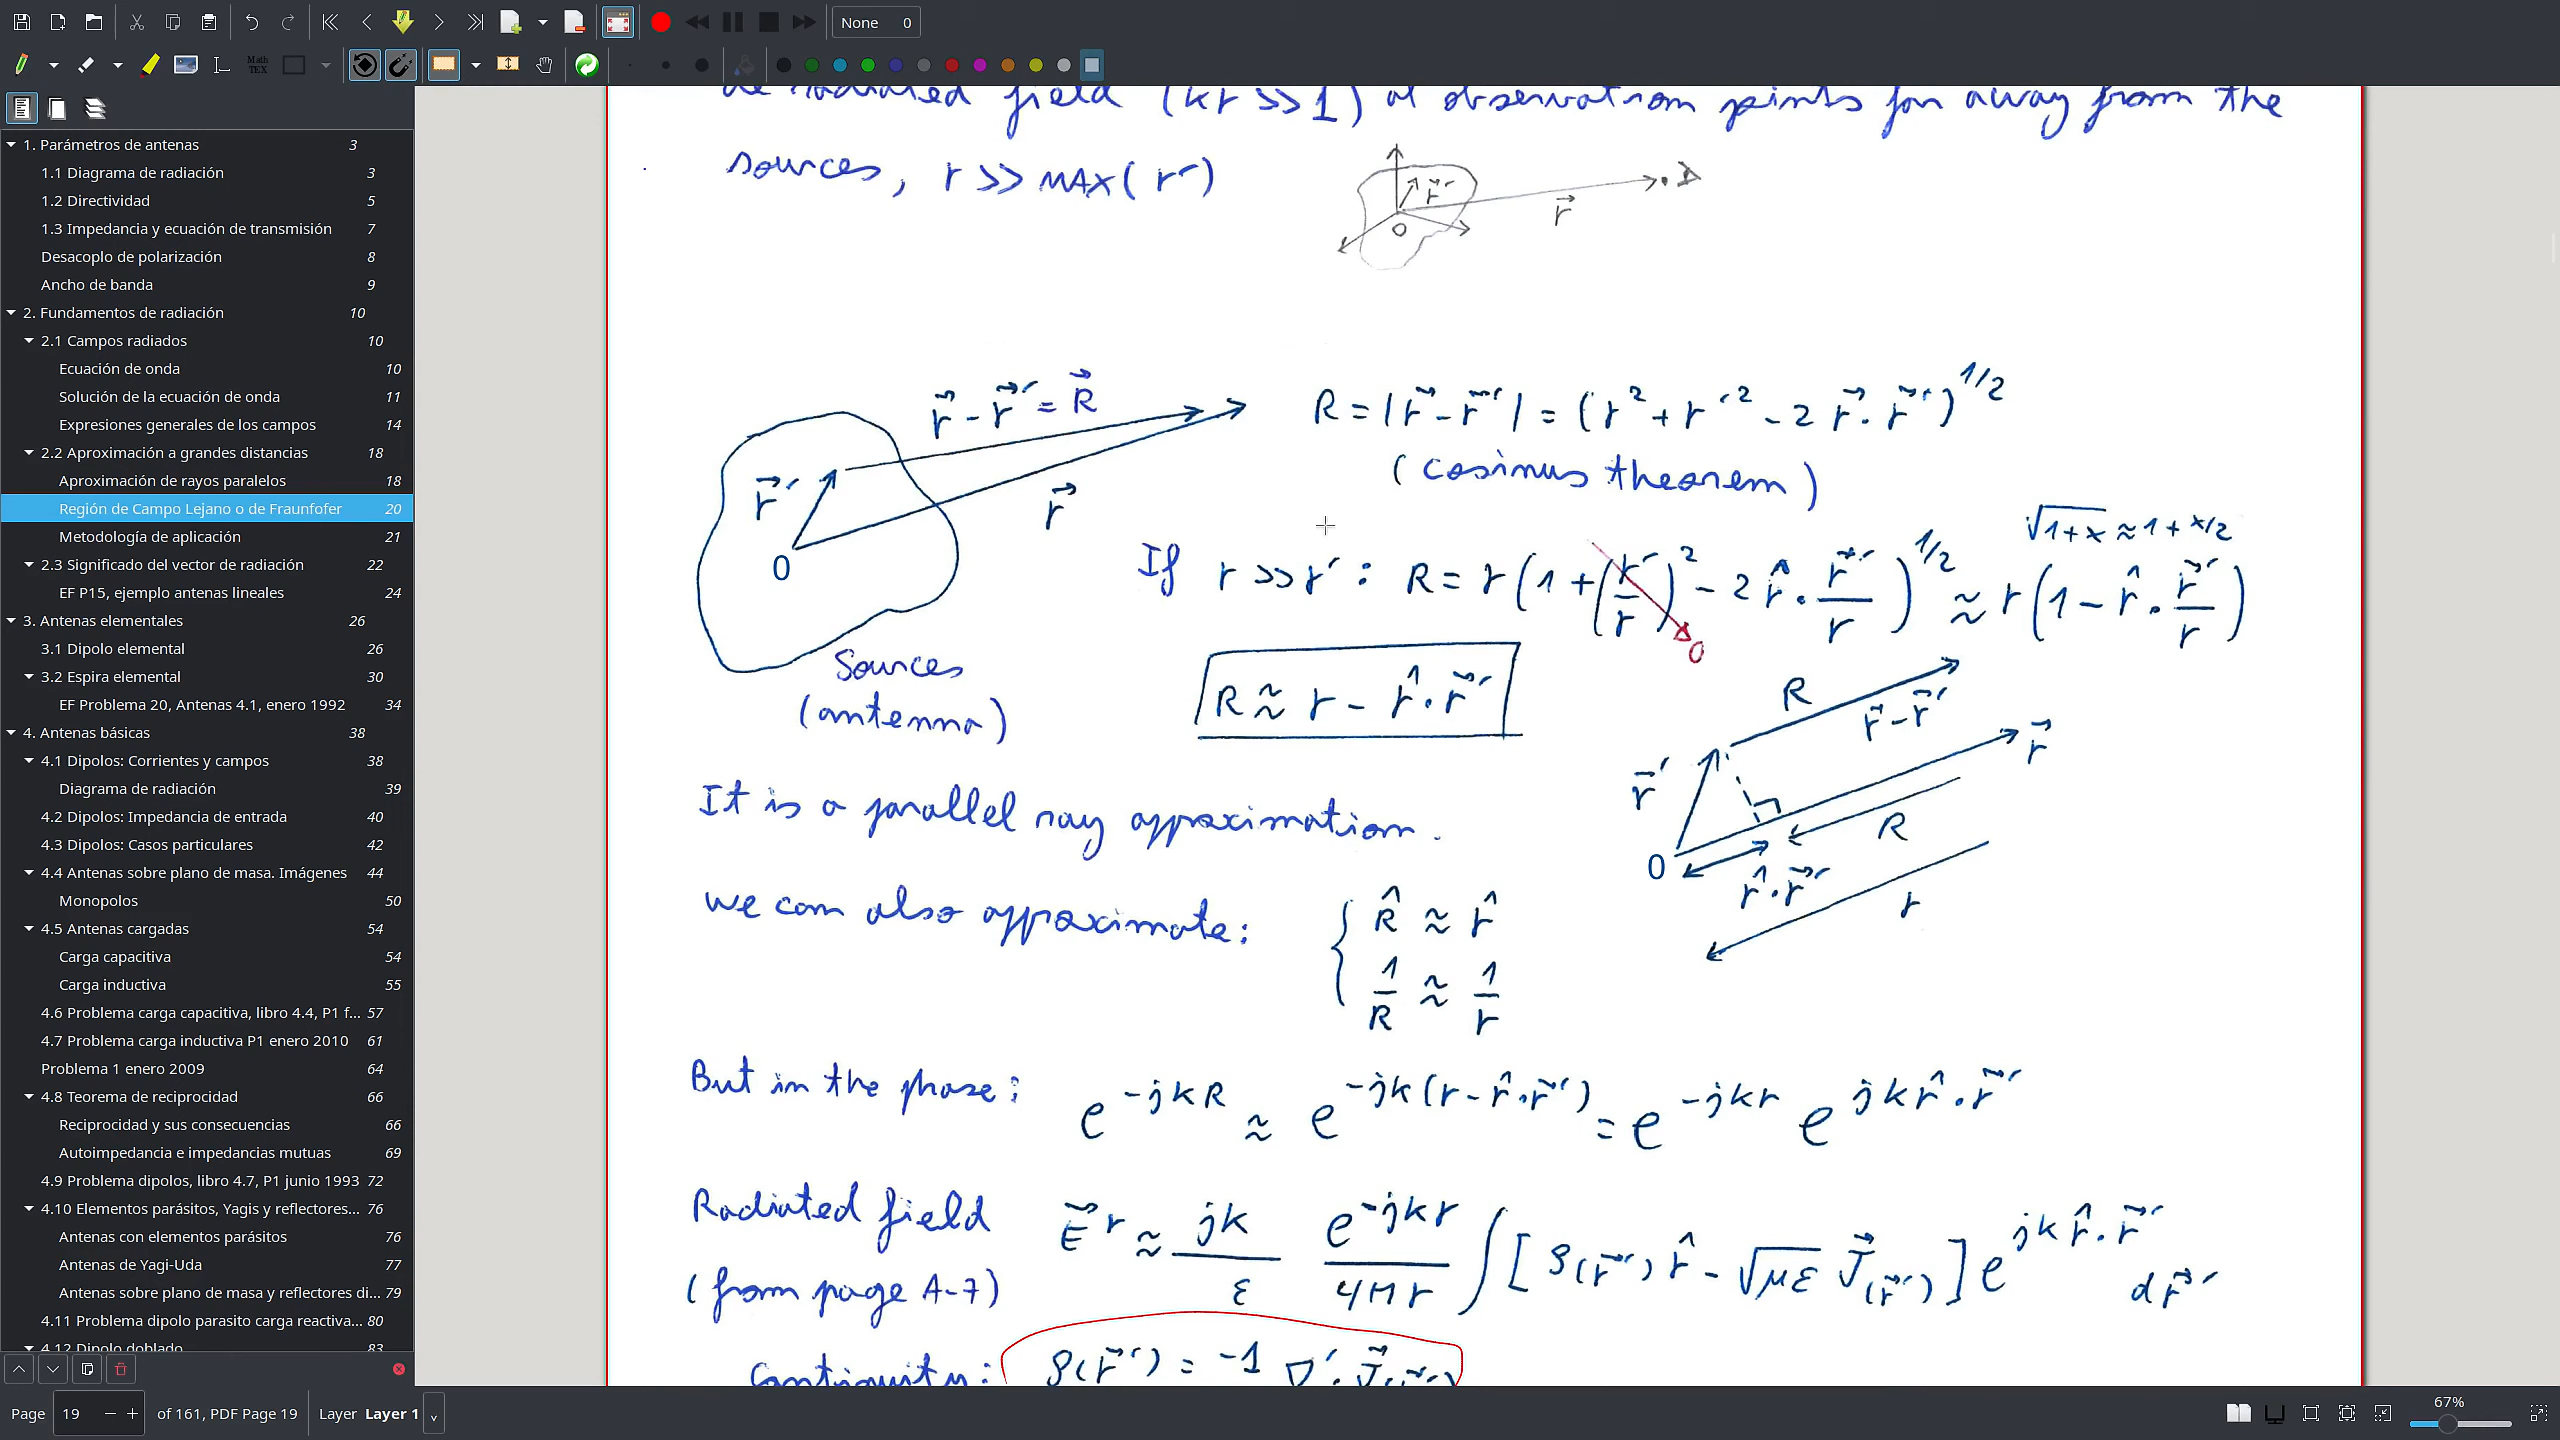 None 0
Math TEX
1. Parámetros de antenas 3
1.1 Diagrama de radiación 3
1.2 Directividad 5
1.3 Impedancia y ecuación de transmisión 7
Desacoplo de polarización 8
Ancho de banda 9
2. Fundamentos de radiación 10
2.1 Campos radiados 10
Ecuación de onda 10
Solución de la ecuación de onda 11
Expresiones generales de los campos 14
2.2 Aproximación a grandes distancias 18
Aproximación de rayos paralelos 18
Región de Campo Lejano o de Fraunfofer 20
Metodología de aplicación 21
2.3 Significado del vector de radiación 22
EF P15, ejemplo antenas lineales 24
3. Antenas elementales 26
3.1 Dipolo elemental 26
3.2 Espira elemental 30
EF Problema 20, Antenas 4.1, enero 1992 34
4. Antenas básicas 38
4.1 Dipolos: Corrientes y campos 38
Diagrama de radiación 39
4.2 Dipolos: Impedancia de entrada 40
4.3 Dipolos: Casos particulares 42
4.4 Antenas sobre plano de masa. Imágenes 44
Monopolos 50
4.5 Antenas cargadas 54
Carga capacitiva 54
Carga inductiva 55
4.6 Problema carga capacitiva, libro 4.4, P1 f... 57
4.7 Problema carga inductiva P1 enero 2010 61
Problema 1 enero 2009 64
4.8 Teorema de reciprocidad 66
Reciprocidad y sus consecuencias 66
Autoimpedancia e impedancias mutuas 69
4.9 Problema dipolos, libro 4.7, P1 junio 1993 72
4.10 Elementos parásitos, Yagis y reflectores... 76
Antenas con elementos parásitos 76
Antenas de Yagi-Uda 77
Antenas sobre plano de masa y reflectores di... 79
4.11 Problema dipolo parasito carga reactiva... 80
4.12 Dipolo doblado 83
Page 19 of 161, PDF Page 19 Layer Layer 1
67%
radiated field (kr >> 1) at observation points far away from the
sources, r >> MAX(r′)
r⃗′
O
r⃗
r⃗ - r⃗′ = R⃗
r⃗′
r⃗
O
Sources
(antenna)
R = |r⃗ - r⃗′| = (r² + r′² - 2 r⃗ · r⃗′)^1/2
(cosinus theorem)
√1+x ≈ 1 + x/2
If r >> r′ : R = r (1 + (r′/r)² - 2 r̂ · r⃗′/r)^1/2 ≈ r (1 - r̂ · r⃗′/r)
0
R ≈ r - r̂ · r⃗′
R
r⃗ - r⃗′
r⃗
r⃗′
R
O
r̂ · r⃗′
r
It is a parallel ray approximation.
We can also approximate: { R̂ ≈ r̂
1/R ≈ 1/r
But in the phase: e^-jkR ≈ e^-jk(r - r̂ · r⃗′) = e^-jkr e^jk r̂ · r⃗′
Radiated field
(from page A-7)
E⃗^r ≈ jk/ε e^-jkr/4πr ∫ [ρ(r⃗′) r̂ - √με J⃗(r⃗′)] e^jk r̂ · r⃗′ dr⃗′
Continuity: ρ(r⃗′) = -1 ∇′ · J⃗(r⃗′)